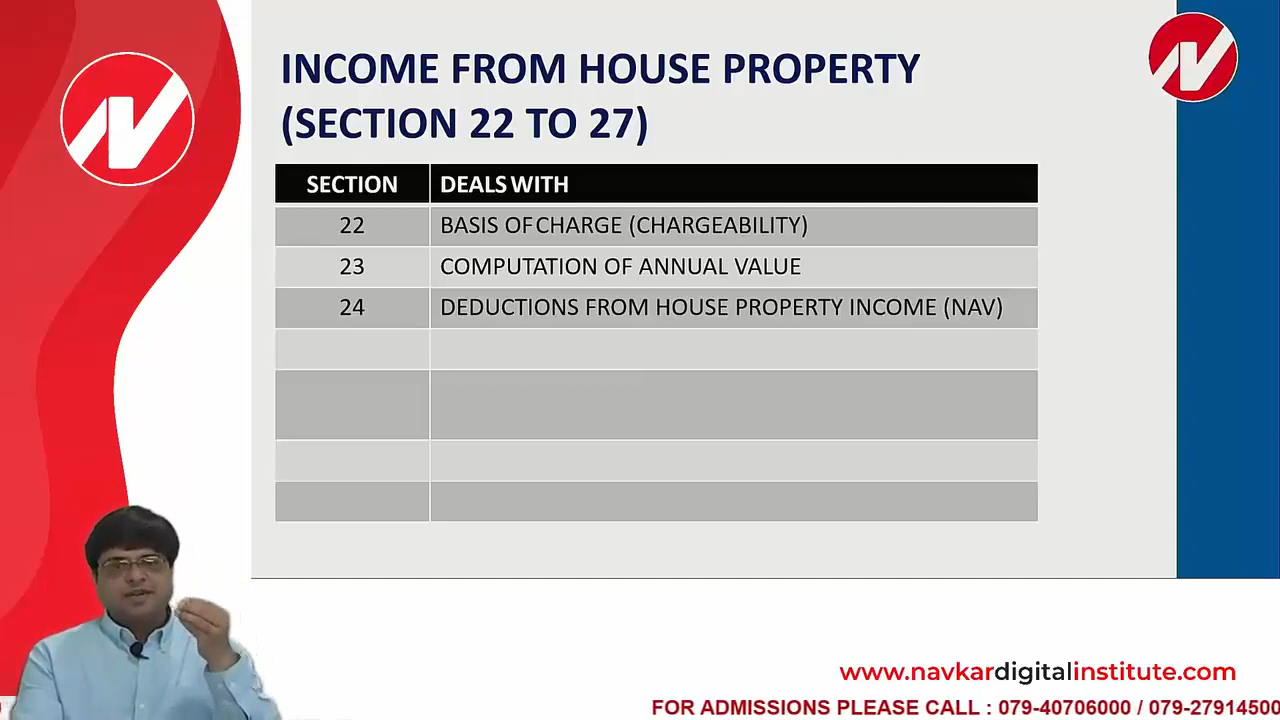 INCOME FROM HOUSE PROPERTY
(SECTION 22 TO 27)
SECTION DEALS WITH
22 BASIS OF CHARGE (CHARGEABILITY)
23 COMPUTATION OF ANNUAL VALUE
24 DEDUCTIONS FROM HOUSE PROPERTY INCOME (NAV)
www.navkardigitalinstitute.com
FOR ADMISSIONS PLEASE CALL : 079-40706000 / 079-27914500